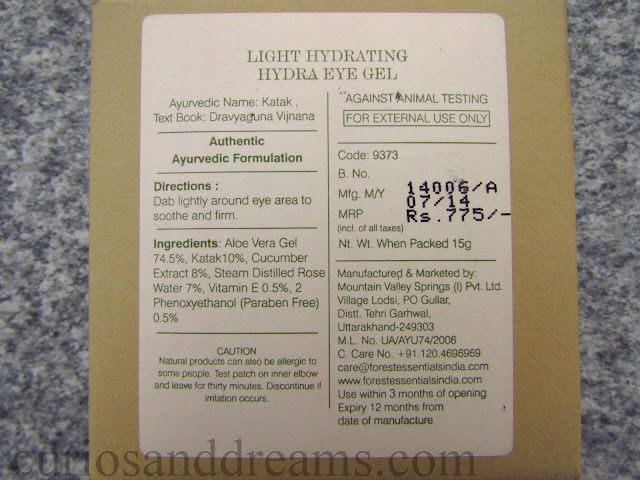 LIGHT HYDRATING
HYDRA EYE GEL
Ayurvedic Name: Katak ,
Text Book: Dravyaguna Vijnana
Authentic
Ayurvedic Formulation
Directions :
Dab lightly around eye area to
soothe and firm.
Ingredients: Aloe Vera Gel
74.5%, Katak10%, Cucumber
Extract 8%, Steam Distilled Rose
Water 7%, Vitamin E 0.5%, 2
Phenoxyethanol (Paraben Free)
0.5%
CAUTION
Natural products can also be allergic to
some people. Test patch on inner elbow
and leave for thirty minutes. Discontinue if
irritation occurs.
AGAINST ANIMAL TESTING
FOR EXTERNAL USE ONLY
Code: 9373
B. No. 14006/A
Mfg. M/Y 07/14
MRP Rs.775/-
(incl. of all taxes)
Nt. Wt. When Packed 15g
Manufactured & Marketed by:
Mountain Valley Springs (I) Pvt. Ltd.
Village Lodsi, PO Gullar,
Distt. Tehri Garhwal,
Uttarakhand-249303
M.L. No. UA/AYU74/2006
C. Care No. +91.120.4696969
care@forestessentialsindia.com
www.forestessentialsindia.com
Use within 3 months of opening
Expiry 12 months from
date of manufacture
curiosanddreams.com